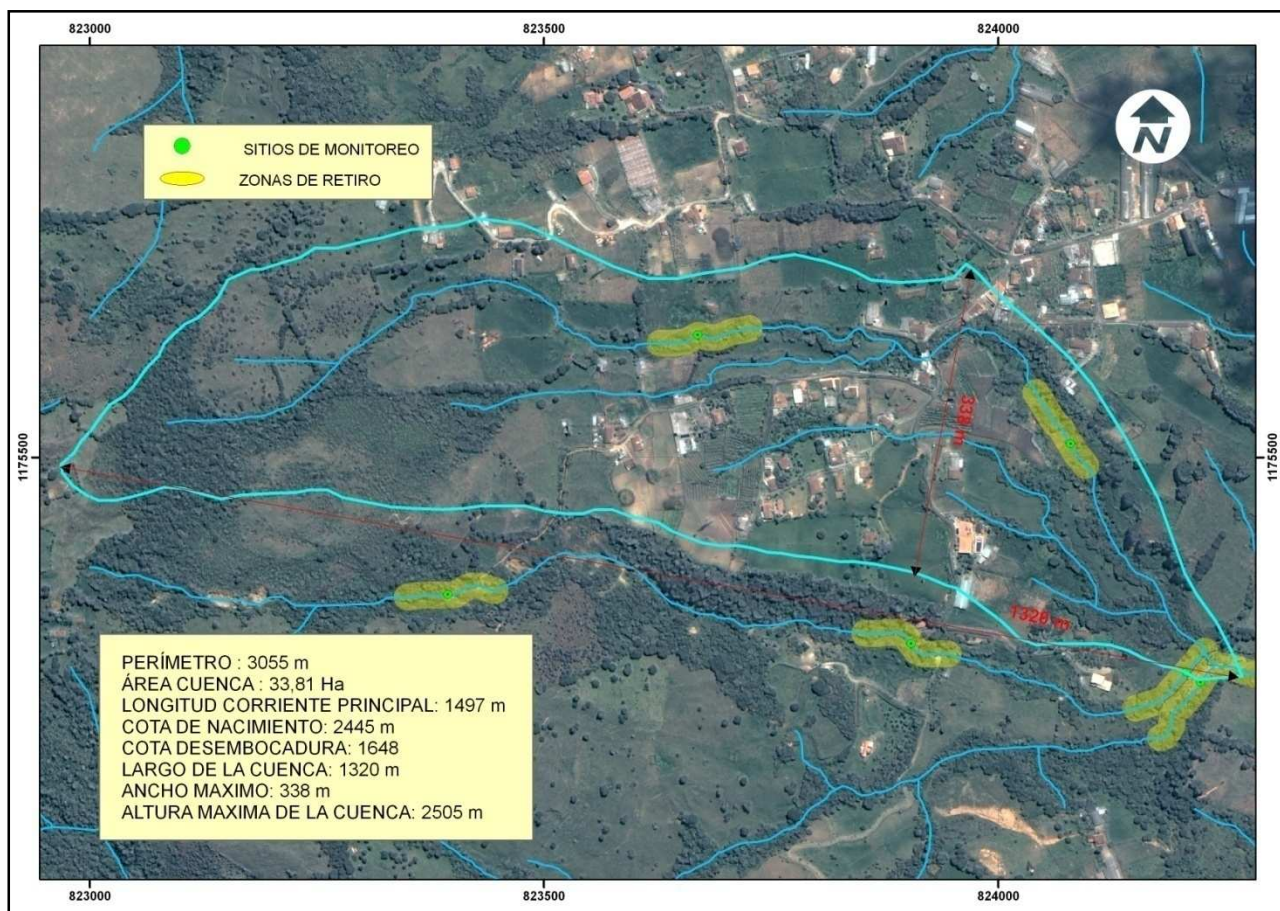 823000
823500
824000
N
SITIOS DE MONITOREO
ZONAS DE RETIRO
1175500
1175500
338 m
1320 m
PERÍMETRO : 3055 m
ÁREA CUENCA : 33,81 Ha
LONGITUD CORRIENTE PRINCIPAL: 1497 m
COTA DE NACIMIENTO: 2445 m
COTA DESEMBOCADURA: 1648
LARGO DE LA CUENCA: 1320 m
ANCHO MAXIMO: 338 m
ALTURA MAXIMA DE LA CUENCA: 2505 m
823000
823500
824000